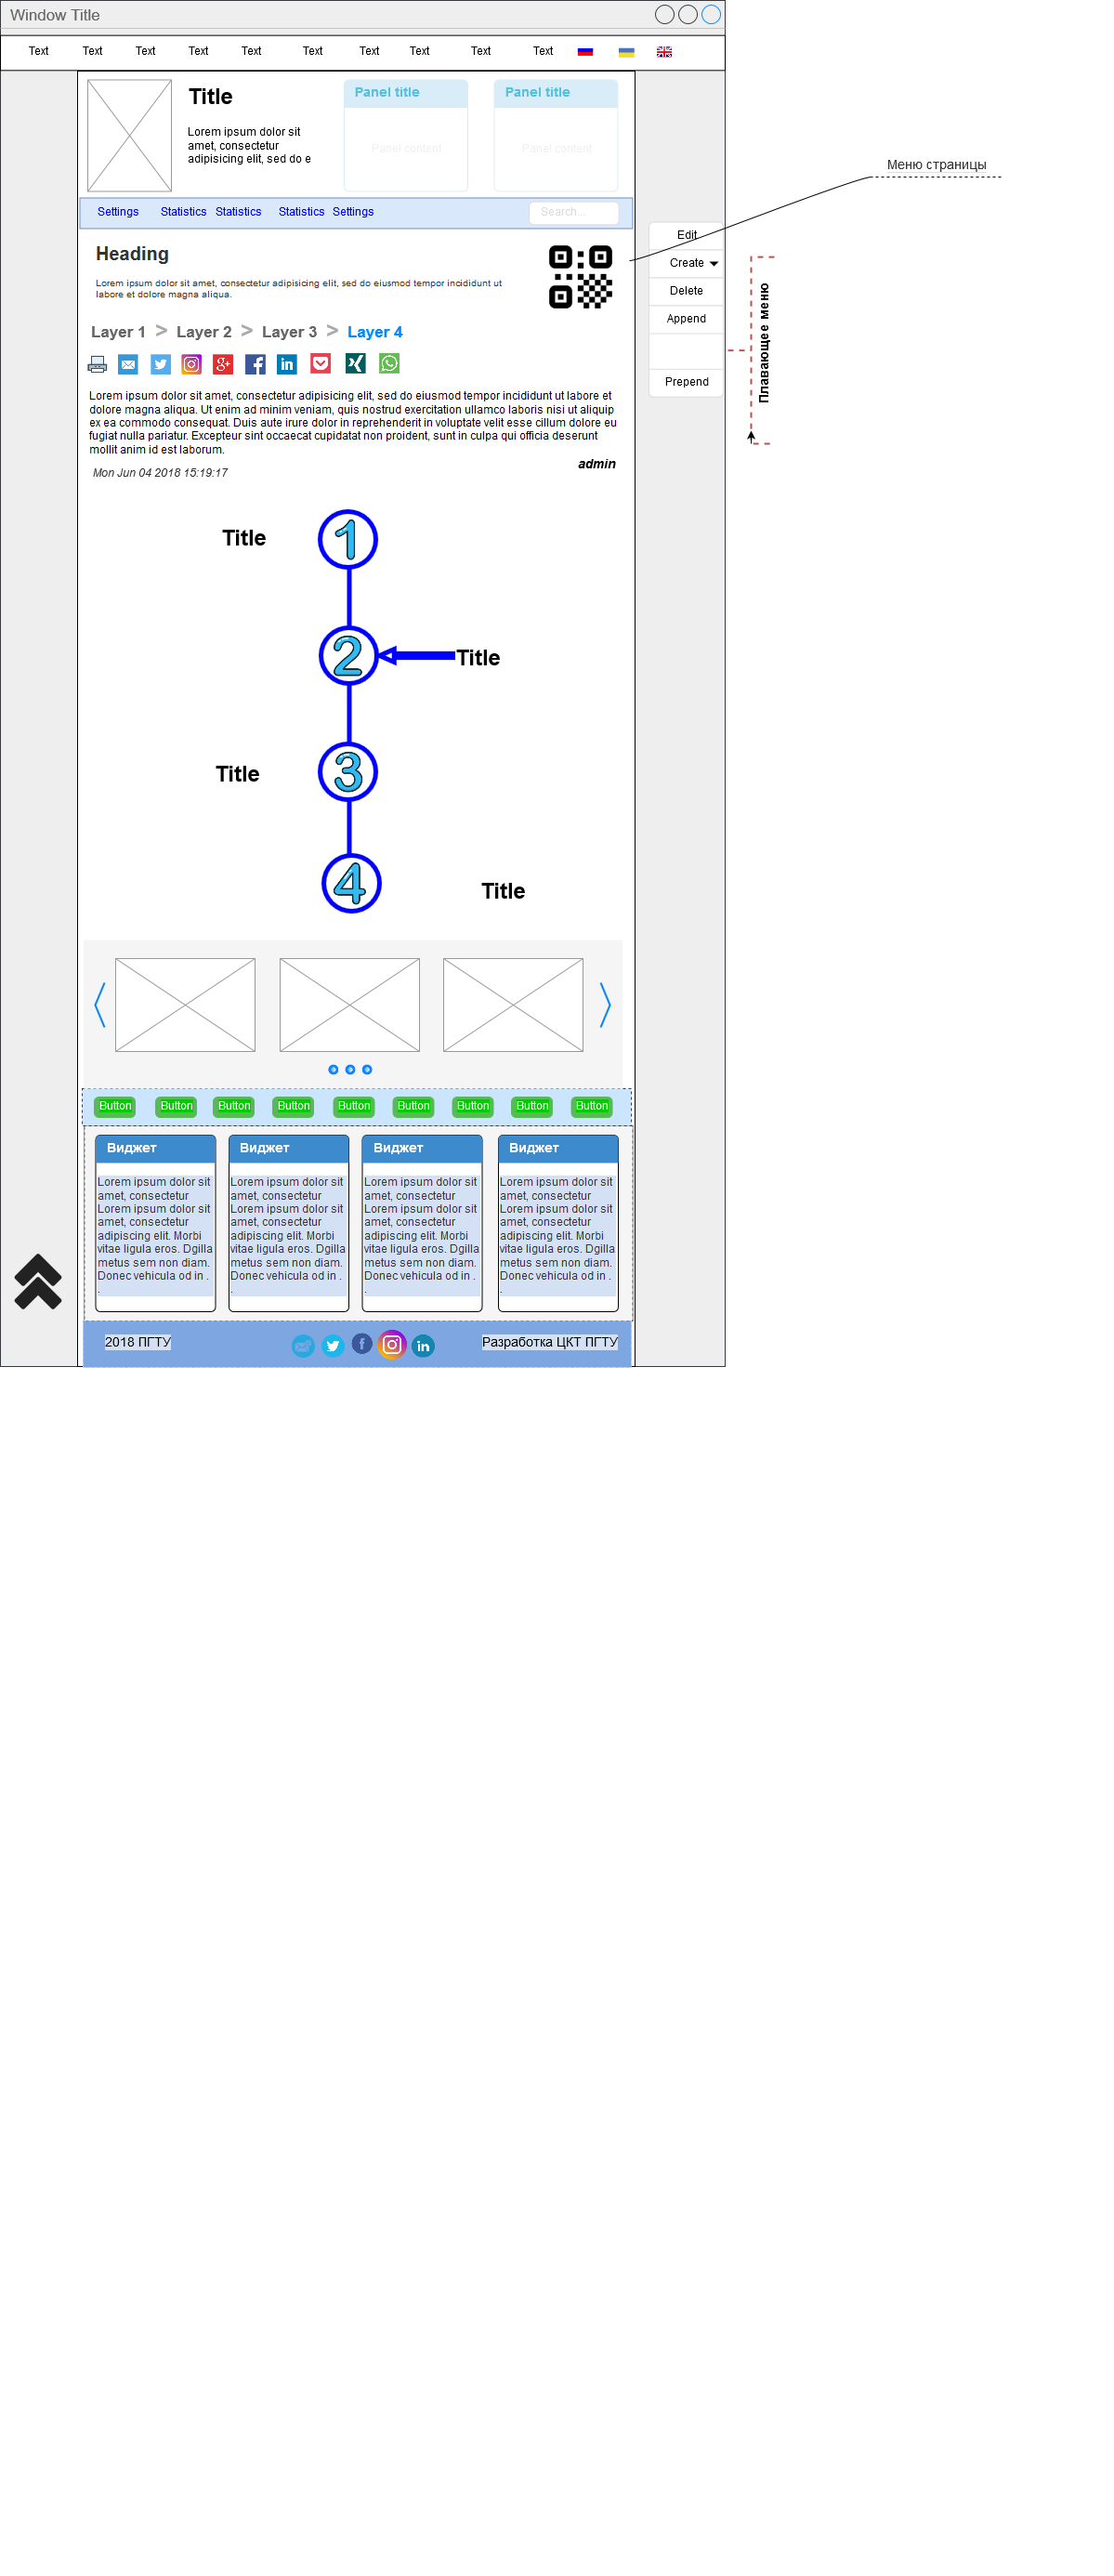 Window Title
Text Text Text Text Text Text Text Text Text Text
Title
Lorem ipsum dolor sit
amet, consectetur
adipisicing elit, sed do e
Panel title
Panel content
Panel title
Panel content
Меню страницы
Settings Statistics Statistics Statistics Settings Search...
Edit
Create
Delete
Append
Prepend
Плавающее меню
Heading
Lorem ipsum dolor sit amet, consectetur adipisicing elit, sed do eiusmod tempor incididunt ut
labore et dolore magna aliqua.
Layer 1 > Layer 2 > Layer 3 > Layer 4
Lorem ipsum dolor sit amet, consectetur adipisicing elit, sed do eiusmod tempor incididunt ut labore et
dolore magna aliqua. Ut enim ad minim veniam, quis nostrud exercitation ullamco laboris nisi ut aliquip
ex ea commodo consequat. Duis aute irure dolor in reprehenderit in voluptate velit esse cillum dolore eu
fugiat nulla pariatur. Excepteur sint occaecat cupidatat non proident, sunt in culpa qui officia deserunt
mollit anim id est laborum.
admin
Mon Jun 04 2018 15:19:17
Title
1
2
Title
Title
3
4
Title
Button Button Button Button Button Button Button Button Button
Виджет
Lorem ipsum dolor sit
amet, consectetur
Lorem ipsum dolor sit
amet, consectetur
adipiscing elit. Morbi
vitae ligula eros. Dgilla
metus sem non diam.
Donec vehicula od in .
.
Виджет
Lorem ipsum dolor sit
amet, consectetur
Lorem ipsum dolor sit
amet, consectetur
adipiscing elit. Morbi
vitae ligula eros. Dgilla
metus sem non diam.
Donec vehicula od in .
.
Виджет
Lorem ipsum dolor sit
amet, consectetur
Lorem ipsum dolor sit
amet, consectetur
adipiscing elit. Morbi
vitae ligula eros. Dgilla
metus sem non diam.
Donec vehicula od in .
.
Виджет
Lorem ipsum dolor sit
amet, consectetur
Lorem ipsum dolor sit
amet, consectetur
adipiscing elit. Morbi
vitae ligula eros. Dgilla
metus sem non diam.
Donec vehicula od in .
.
2018 ПГТУ
Разработка ЦКТ ПГТУ